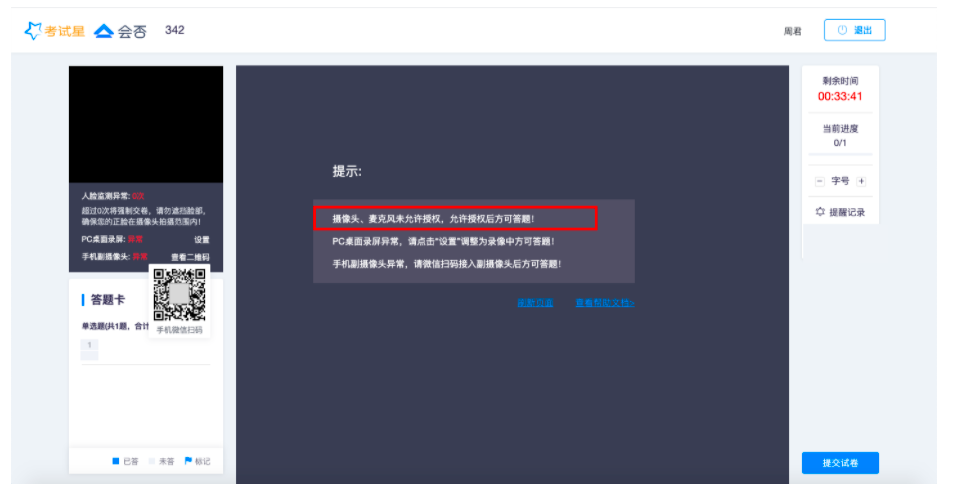 考试星 会否 342
周君
退出
人脸监测异常: 0次
超过0次将强制交卷，请勿遮挡脸部，
确保您的正脸在摄像头拍摄范围内!
PC桌面录屏: 异常 设置
手机副摄像头: 异常 查看二维码
手机微信扫码
答题卡
单选题(共1题，合计
1
已答 未答 标记
提示:
摄像头、麦克风未允许授权，允许授权后方可答题!
PC桌面录屏异常，请点击"设置"调整为录像中方可答题!
手机副摄像头异常，请微信扫码接入副摄像头后方可答题!
刷新页面 查看帮助文档>
剩余时间
00:33:41
当前进度
0/1
字号
提醒记录
提交试卷